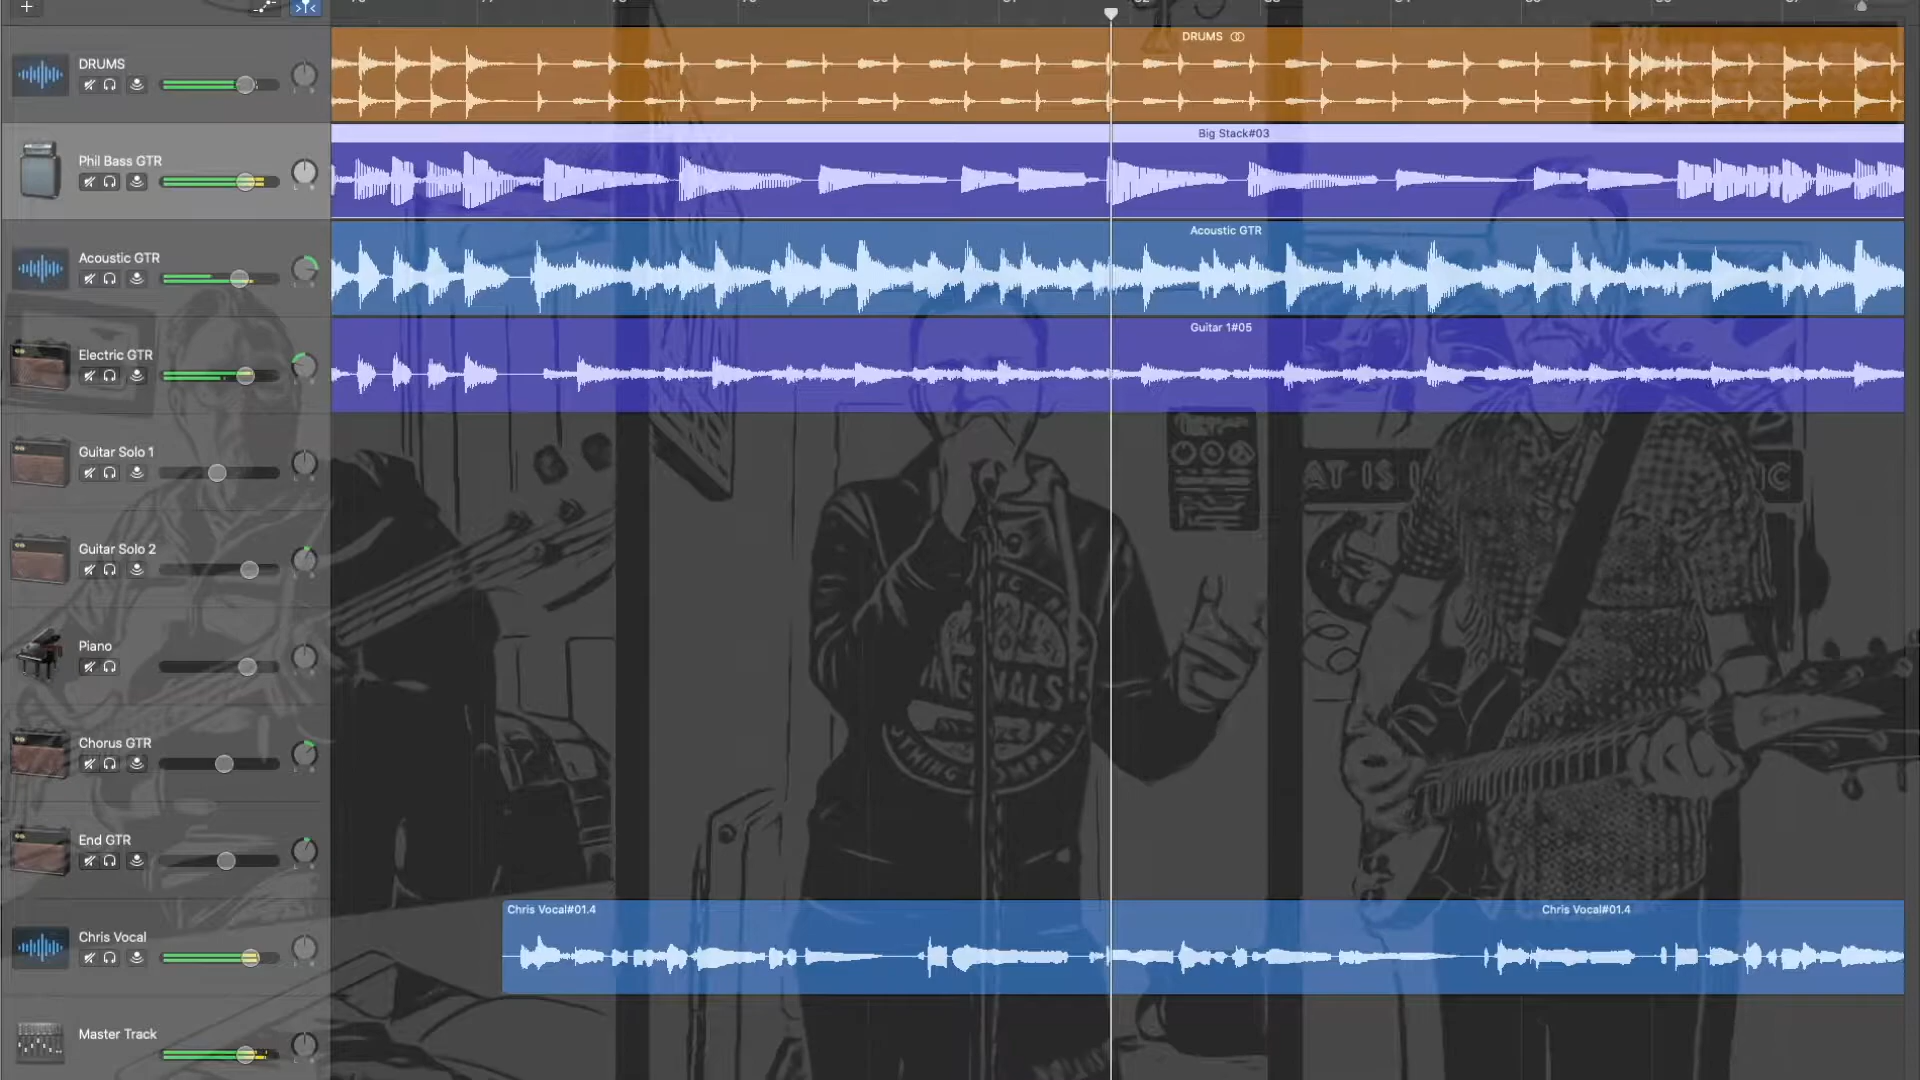 DRUMS
DRUMS
Phil Bass GTR
Big Stack#03
Acoustic GTR
Acoustic GTR
Electric GTR
Guitar 1#05
Guitar Solo 1
Guitar Solo 2
Piano
Chorus GTR
End GTR
Chris Vocal
Chris Vocal#01.4
Chris Vocal#01.4
Master Track
AT IS